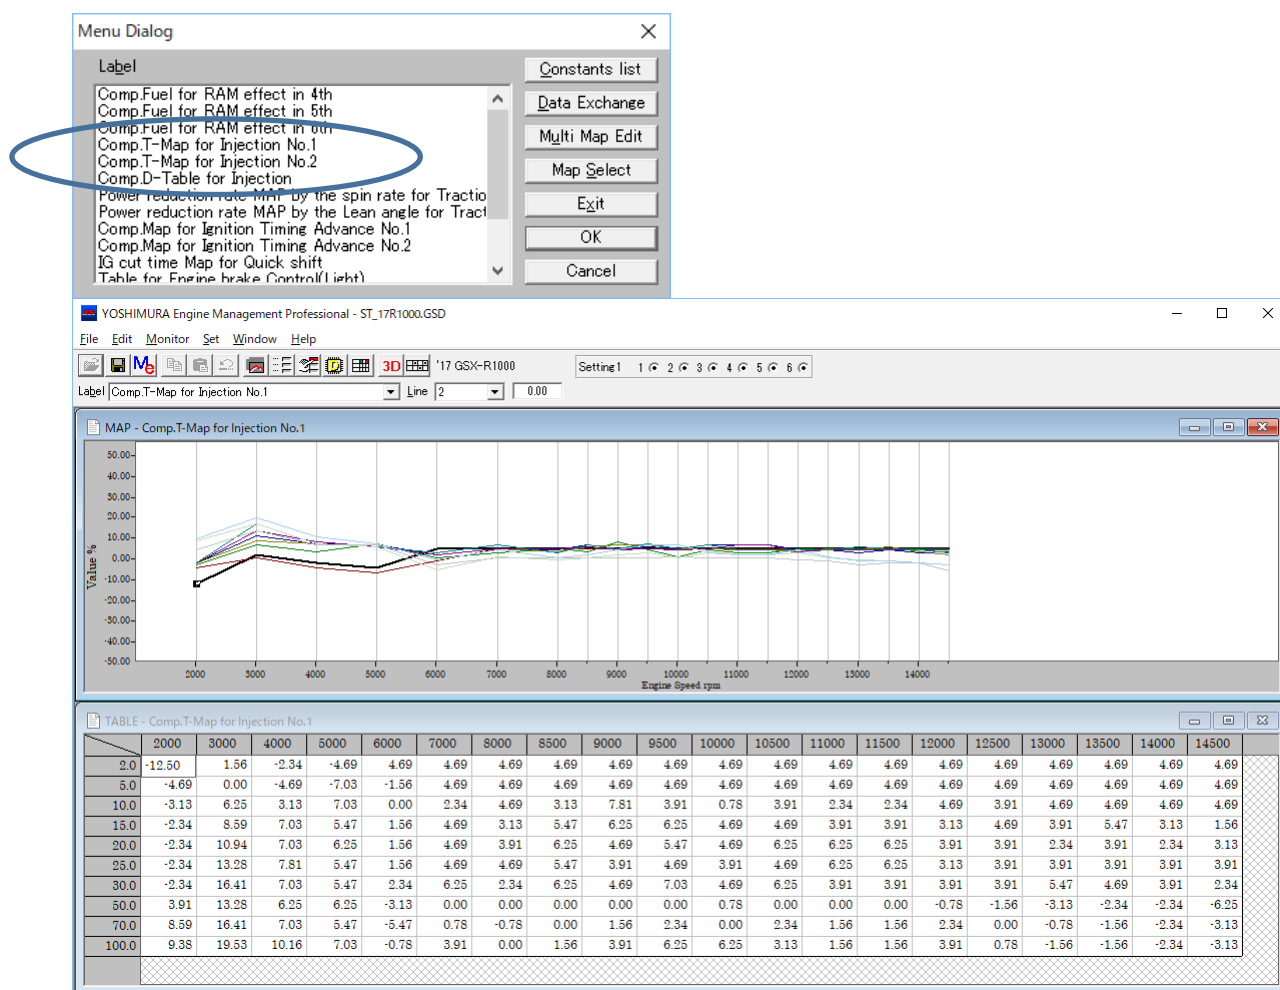 Menu Dialog
Label
Constants list
Comp.Fuel for RAM effect in 4th
Comp.Fuel for RAM effect in 5th
Comp.Fuel for RAM effect in 6th
Comp.T-Map for Injection No.1
Comp.T-Map for Injection No.2
Comp.D-Table for Injection
Power reduction rate MAP by the spin rate for Tractio
Power reduction rate MAP by the Lean angle for Tract
Comp.Map for Ignition Timing Advance No.1
Comp.Map for Ignition Timing Advance No.2
IG cut time Map for Quick shift
Table for Engine brake Control(Light)
Data Exchange
Multi Map Edit
Map Select
Exit
OK
Cancel
YOSHIMURA Engine Management Professional - ST_17R1000.GSD
File Edit Monitor Set Window Help
Me 3D '17 GSX-R1000 Setting1 1 2 3 4 5 6
Label Comp.T-Map for Injection No.1 Line 2 0.00
MAP - Comp.T-Map for Injection No.1
50.00
40.00
30.00
20.00
10.00
0.00
-10.00
-20.00
-30.00
-40.00
-50.00
Value %
2000 3000 4000 5000 6000 7000 8000 9000 10000 11000 12000 13000 14000
Engine Speed rpm
TABLE - Comp.T-Map for Injection No.1
2000 3000 4000 5000 6000 7000 8000 8500 9000 9500 10000 10500 11000 11500 12000 12500 13000 13500 14000 14500
2.0 -12.50 1.56 -2.34 -4.69 4.69 4.69 4.69 4.69 4.69 4.69 4.69 4.69 4.69 4.69 4.69 4.69 4.69 4.69 4.69 4.69
5.0 -4.69 0.00 -4.69 -7.03 -1.56 4.69 4.69 4.69 4.69 4.69 4.69 4.69 4.69 4.69 4.69 4.69 4.69 4.69 4.69 4.69
10.0 -3.13 6.25 3.13 7.03 0.00 2.34 4.69 3.13 7.81 3.91 0.78 3.91 2.34 2.34 4.69 3.91 4.69 4.69 4.69 4.69
15.0 -2.34 8.59 7.03 5.47 1.56 4.69 3.13 5.47 6.25 6.25 4.69 4.69 3.91 3.91 3.13 4.69 3.91 5.47 3.13 1.56
20.0 -2.34 10.94 7.03 6.25 1.56 4.69 3.91 6.25 4.69 5.47 4.69 6.25 6.25 6.25 3.91 3.91 2.34 3.91 2.34 3.13
25.0 -2.34 13.28 7.81 5.47 1.56 4.69 4.69 5.47 3.91 4.69 3.91 4.69 6.25 6.25 3.13 3.91 3.91 3.91 3.91 3.91
30.0 -2.34 16.41 7.03 5.47 2.34 6.25 2.34 6.25 4.69 7.03 4.69 6.25 3.91 3.91 3.91 3.91 5.47 4.69 3.91 2.34
50.0 3.91 13.28 6.25 6.25 -3.13 0.00 0.00 0.00 0.00 0.00 0.78 0.00 0.00 0.00 -0.78 -1.56 -3.13 -2.34 -2.34 -6.25
70.0 8.59 16.41 7.03 5.47 -5.47 0.78 -0.78 0.00 1.56 2.34 0.00 2.34 1.56 1.56 2.34 0.00 -0.78 -1.56 -2.34 -3.13
100.0 9.38 19.53 10.16 7.03 -0.78 3.91 0.00 1.56 3.91 6.25 6.25 3.13 1.56 1.56 3.91 0.78 -1.56 -1.56 -2.34 -3.13